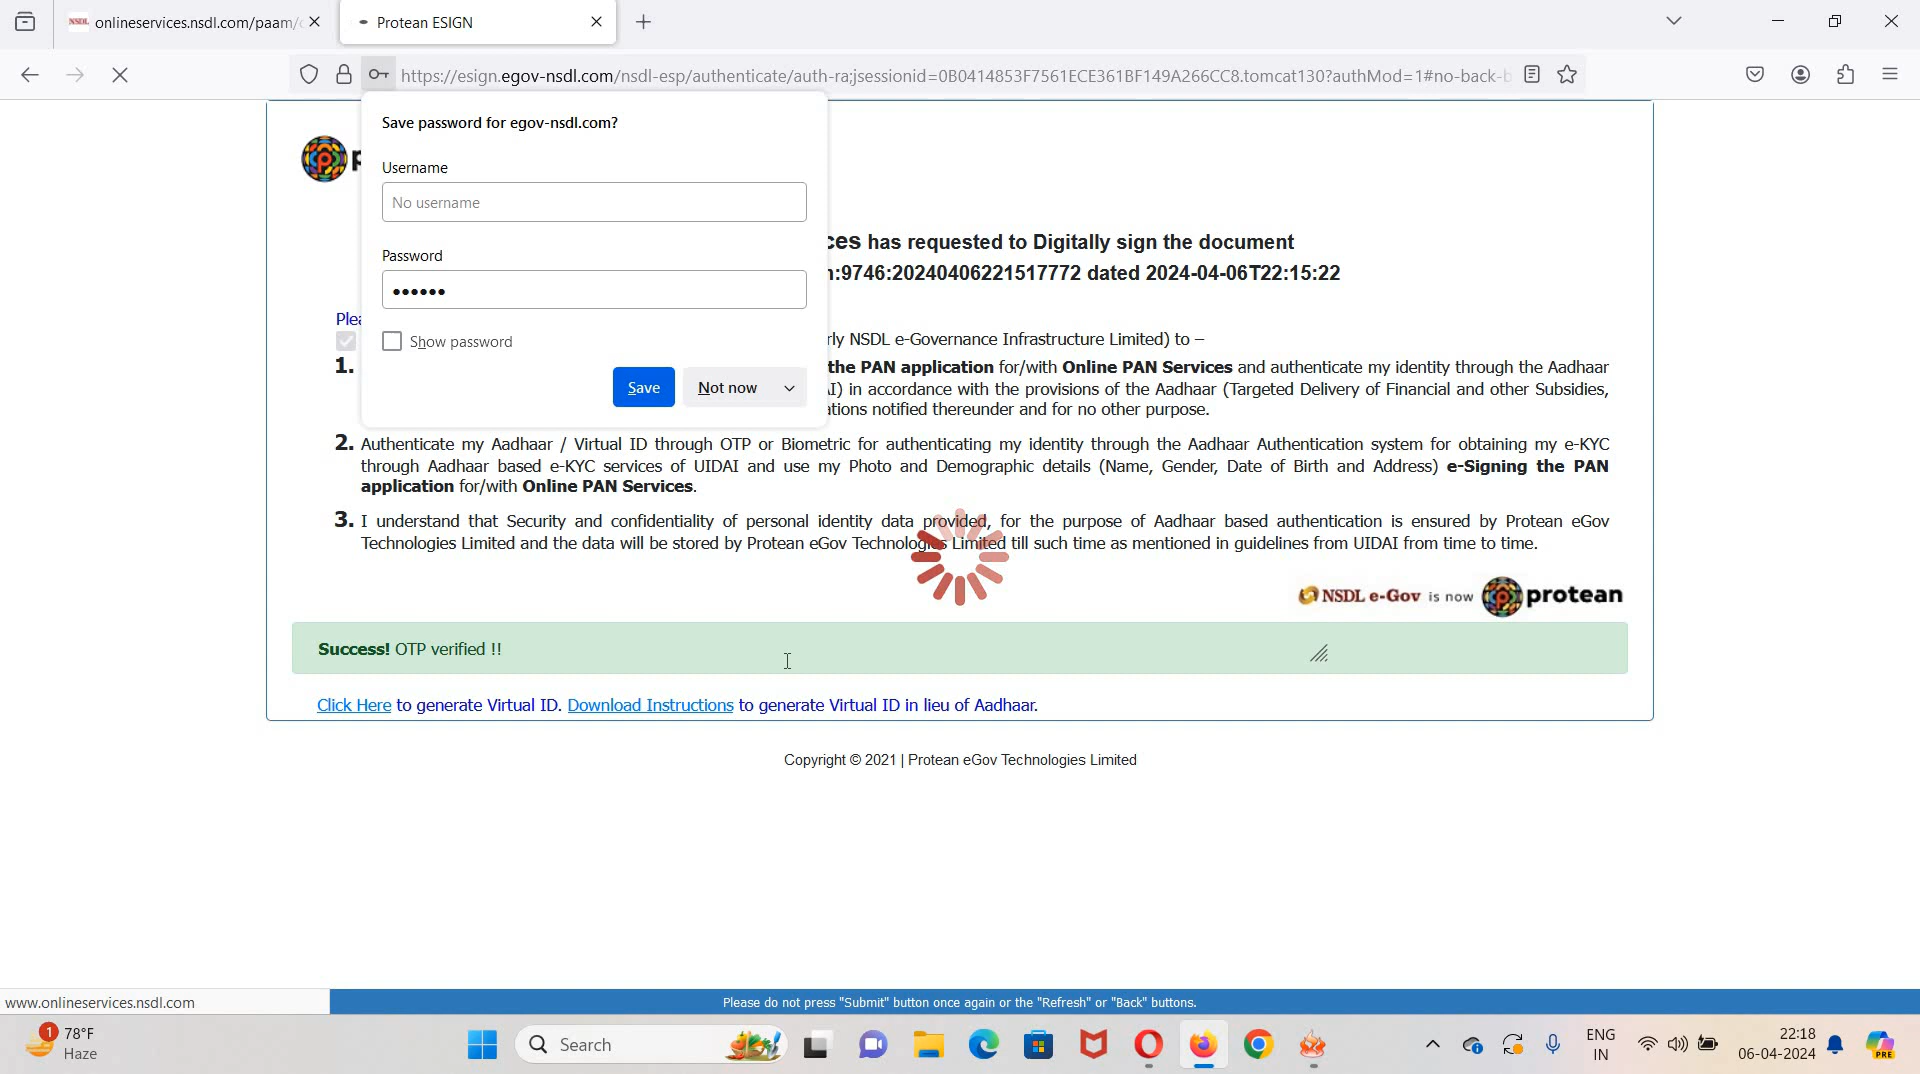 onlineservices.nsdl.com/paam/
Protean ESIGN
https://esign.egov-nsdl.com/nsdl-esp/authenticate/auth-ra;jsessionid=0B0414853F7561ECE361BF149A266CC8.tomcat130?authMod=1#no-back-b
Save password for egov-nsdl.com?
Username
No username
Password
••••••
Show password
Save
Not now
ces has requested to Digitally sign the document
n:9746:20240406221517772 dated 2024-04-06T22:15:22
Plea
rly NSDL e-Governance Infrastructure Limited) to –
1.
the PAN application for/with Online PAN Services and authenticate my identity through the Aadhaar
AI) in accordance with the provisions of the Aadhaar (Targeted Delivery of Financial and other Subsidies,
ations notified thereunder and for no other purpose.
2. Authenticate my Aadhaar / Virtual ID through OTP or Biometric for authenticating my identity through the Aadhaar Authentication system for obtaining my e-KYC
through Aadhaar based e-KYC services of UIDAI and use my Photo and Demographic details (Name, Gender, Date of Birth and Address) e-Signing the PAN
application for/with Online PAN Services.
3. I understand that Security and confidentiality of personal identity data provided, for the purpose of Aadhaar based authentication is ensured by Protean eGov
Technologies Limited and the data will be stored by Protean eGov Technologies Limited till such time as mentioned in guidelines from UIDAI from time to time.
NSDL e-Gov is now protean
Success! OTP verified !!
Click Here to generate Virtual ID. Download Instructions to generate Virtual ID in lieu of Aadhaar.
Copyright © 2021 | Protean eGov Technologies Limited
www.onlineservices.nsdl.com
Please do not press "Submit" button once again or the "Refresh" or "Back" buttons.
1
78°F
Haze
Search
ENG
IN
22:18
06-04-2024
PRE